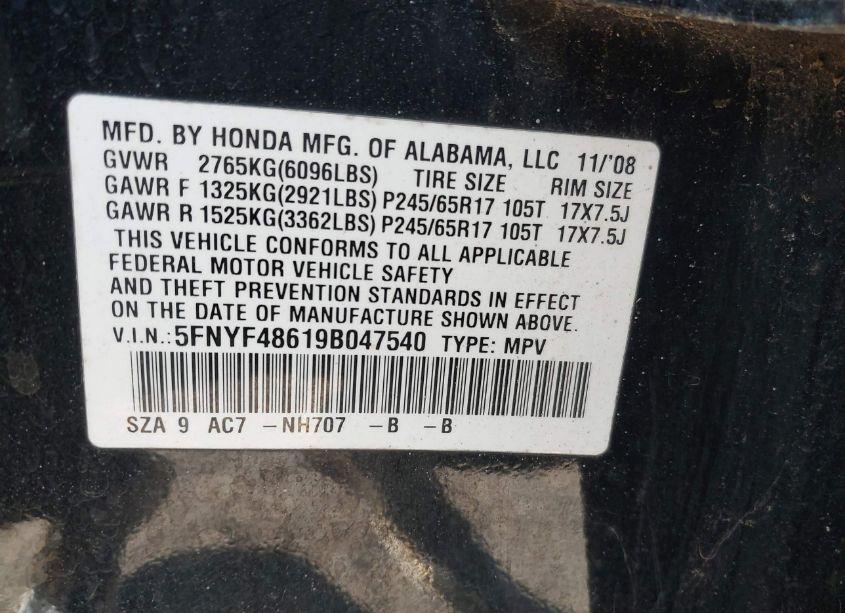 MFD. BY HONDA MFG. OF ALABAMA, LLC 11/'08
GVWR 2765KG(6096LBS) TIRE SIZE RIM SIZE
GAWR F 1325KG(2921LBS) P245/65R17 105T 17X7.5J
GAWR R 1525KG(3362LBS) P245/65R17 105T 17X7.5J
THIS VEHICLE CONFORMS TO ALL APPLICABLE
FEDERAL MOTOR VEHICLE SAFETY
AND THEFT PREVENTION STANDARDS IN EFFECT
ON THE DATE OF MANUFACTURE SHOWN ABOVE.
V.I.N.: 5FNYF48619B047540 TYPE: MPV
SZA 9 AC7 -NH707 -B -B